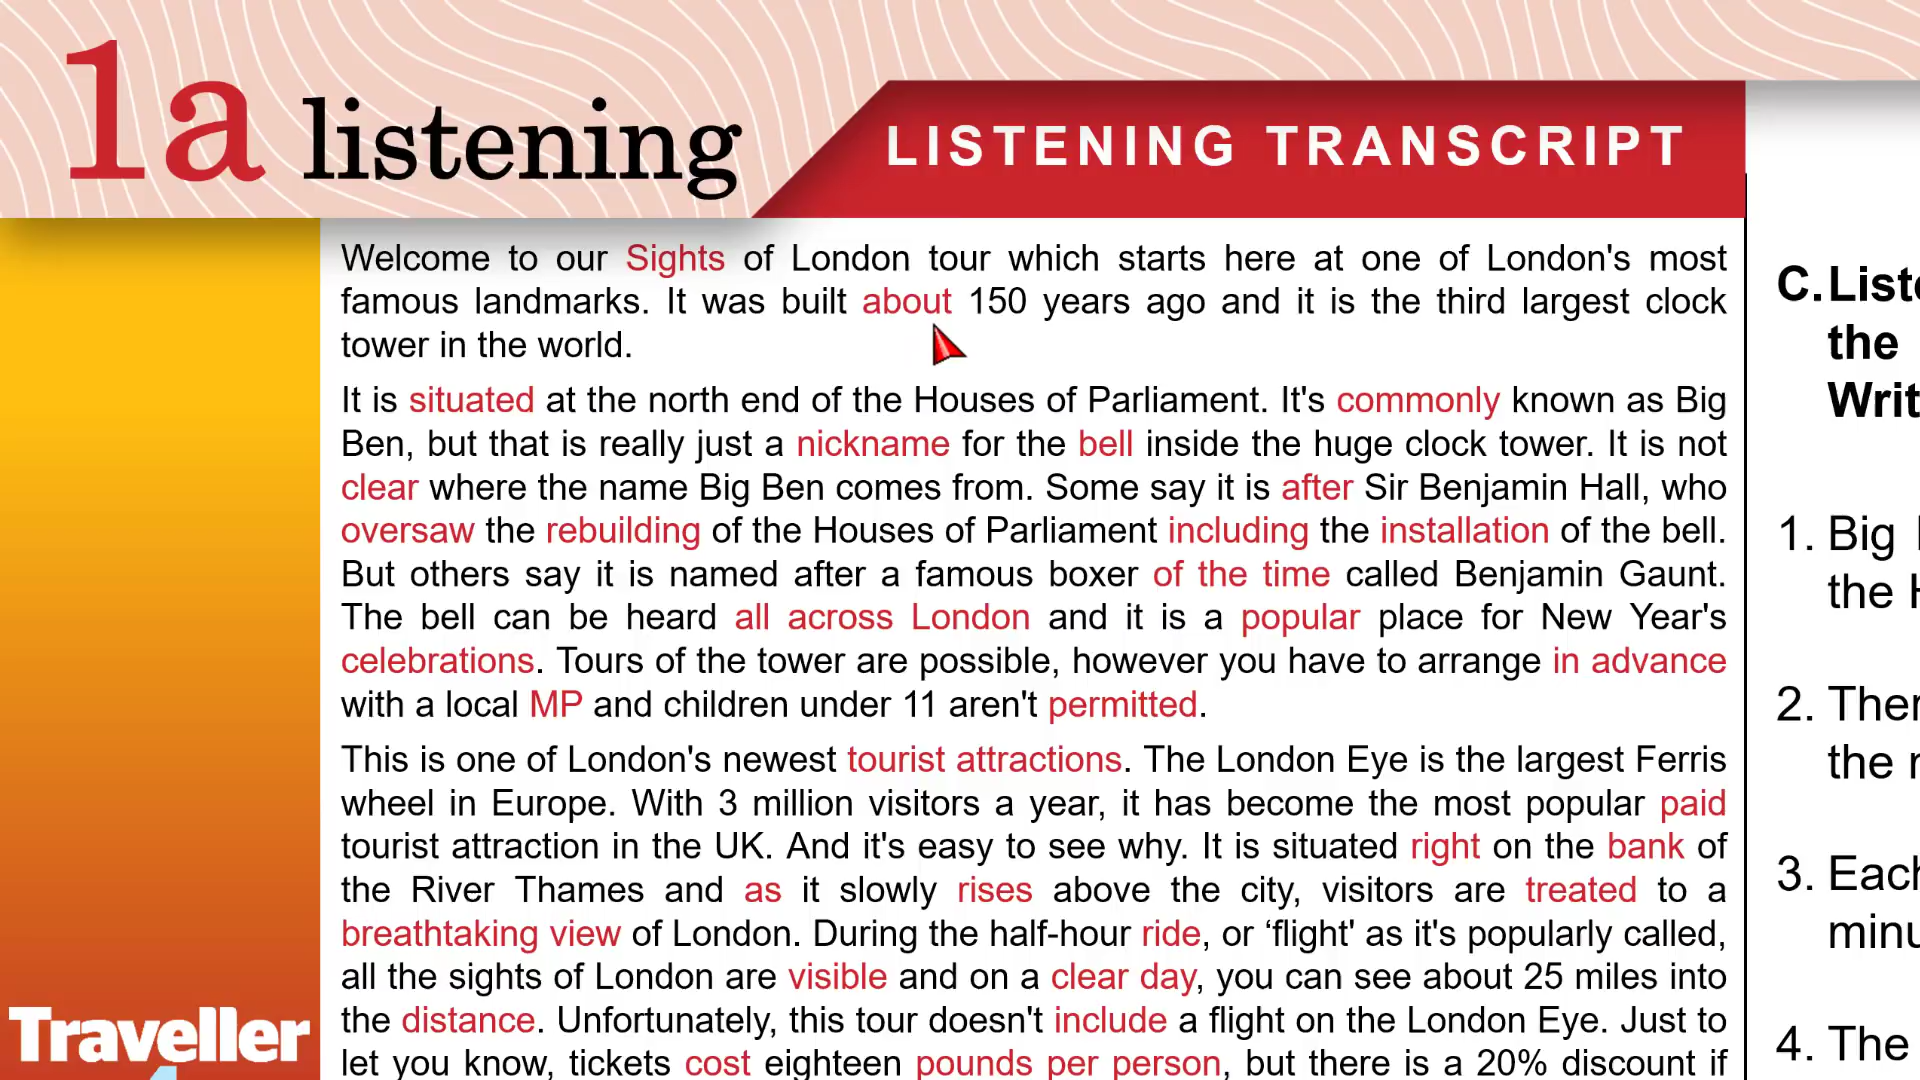 1a listening
LISTENING TRANSCRIPT
Welcome to our Sights of London tour which starts here at one of London's most
famous landmarks. It was built about 150 years ago and it is the third largest clock
tower in the world.
It is situated at the north end of the Houses of Parliament. It's commonly known as Big
Ben, but that is really just a nickname for the bell inside the huge clock tower. It is not
clear where the name Big Ben comes from. Some say it is after Sir Benjamin Hall, who
oversaw the rebuilding of the Houses of Parliament including the installation of the bell.
But others say it is named after a famous boxer of the time called Benjamin Gaunt.
The bell can be heard all across London and it is a popular place for New Year's
celebrations. Tours of the tower are possible, however you have to arrange in advance
with a local MP and children under 11 aren't permitted.
This is one of London's newest tourist attractions. The London Eye is the largest Ferris
wheel in Europe. With 3 million visitors a year, it has become the most popular paid
tourist attraction in the UK. And it's easy to see why. It is situated right on the bank of
the River Thames and as it slowly rises above the city, visitors are treated to a
breathtaking view of London. During the half-hour ride, or ‘flight' as it's popularly called,
all the sights of London are visible and on a clear day, you can see about 25 miles into
the distance. Unfortunately, this tour doesn't include a flight on the London Eye. Just to
let you know, tickets cost eighteen pounds per person, but there is a 20% discount if
Traveller
C.
the
1. Big
the
2.
the
3.
4. The